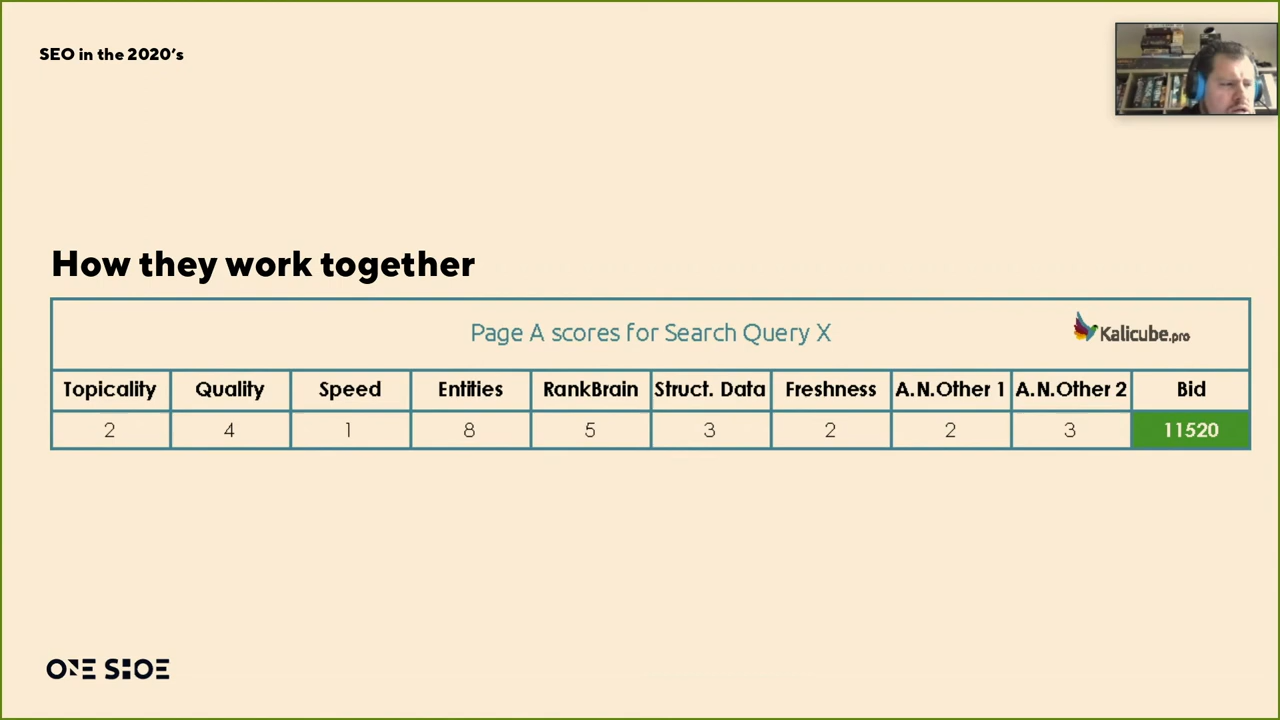 SEO in the 2020's
How they work together
Page A scores for Search Query X
Kalicube.pro
Topicality Quality Speed Entities RankBrain Struct. Data Freshness A.N.Other 1 A.N.Other 2 Bid
2 4 1 8 5 3 2 2 3 11520
ONE SHOE